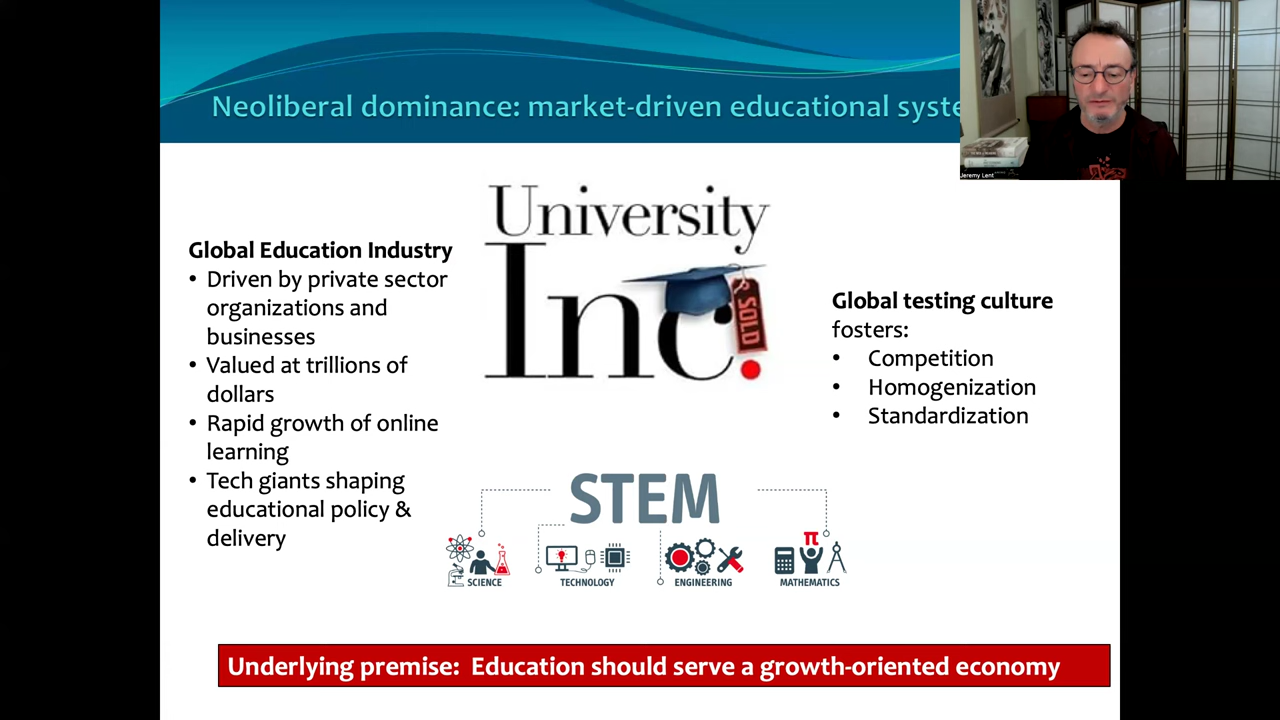 Neoliberal dominance: market-driven educational syste
Jeremy Lent
University
Inc.
SOLD
Global Education Industry
• Driven by private sector
organizations and
businesses
• Valued at trillions of
dollars
• Rapid growth of online
learning
• Tech giants shaping
educational policy &
delivery
Global testing culture
fosters:
• Competition
• Homogenization
• Standardization
STEM
π
SCIENCE
TECHNOLOGY
ENGINEERING
MATHEMATICS
Underlying premise: Education should serve a growth-oriented economy